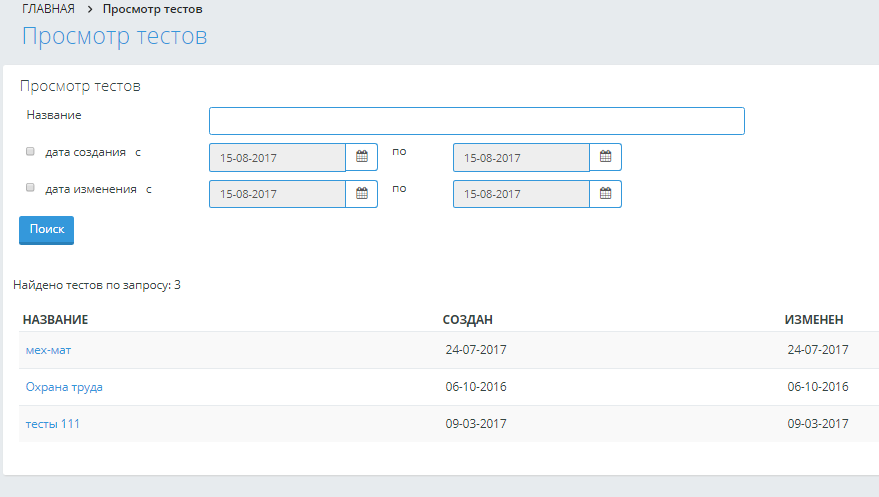 ГЛАВНАЯ > Просмотр тестов
Просмотр тестов
Просмотр тестов
Название
дата создания с 15-08-2017 по 15-08-2017
дата изменения с 15-08-2017 по 15-08-2017
Поиск
Найдено тестов по запросу: 3
НАЗВАНИЕ СОЗДАН ИЗМЕНЕН
мех-мат 24-07-2017 24-07-2017
Охрана труда 06-10-2016 06-10-2016
тесты 111 09-03-2017 09-03-2017